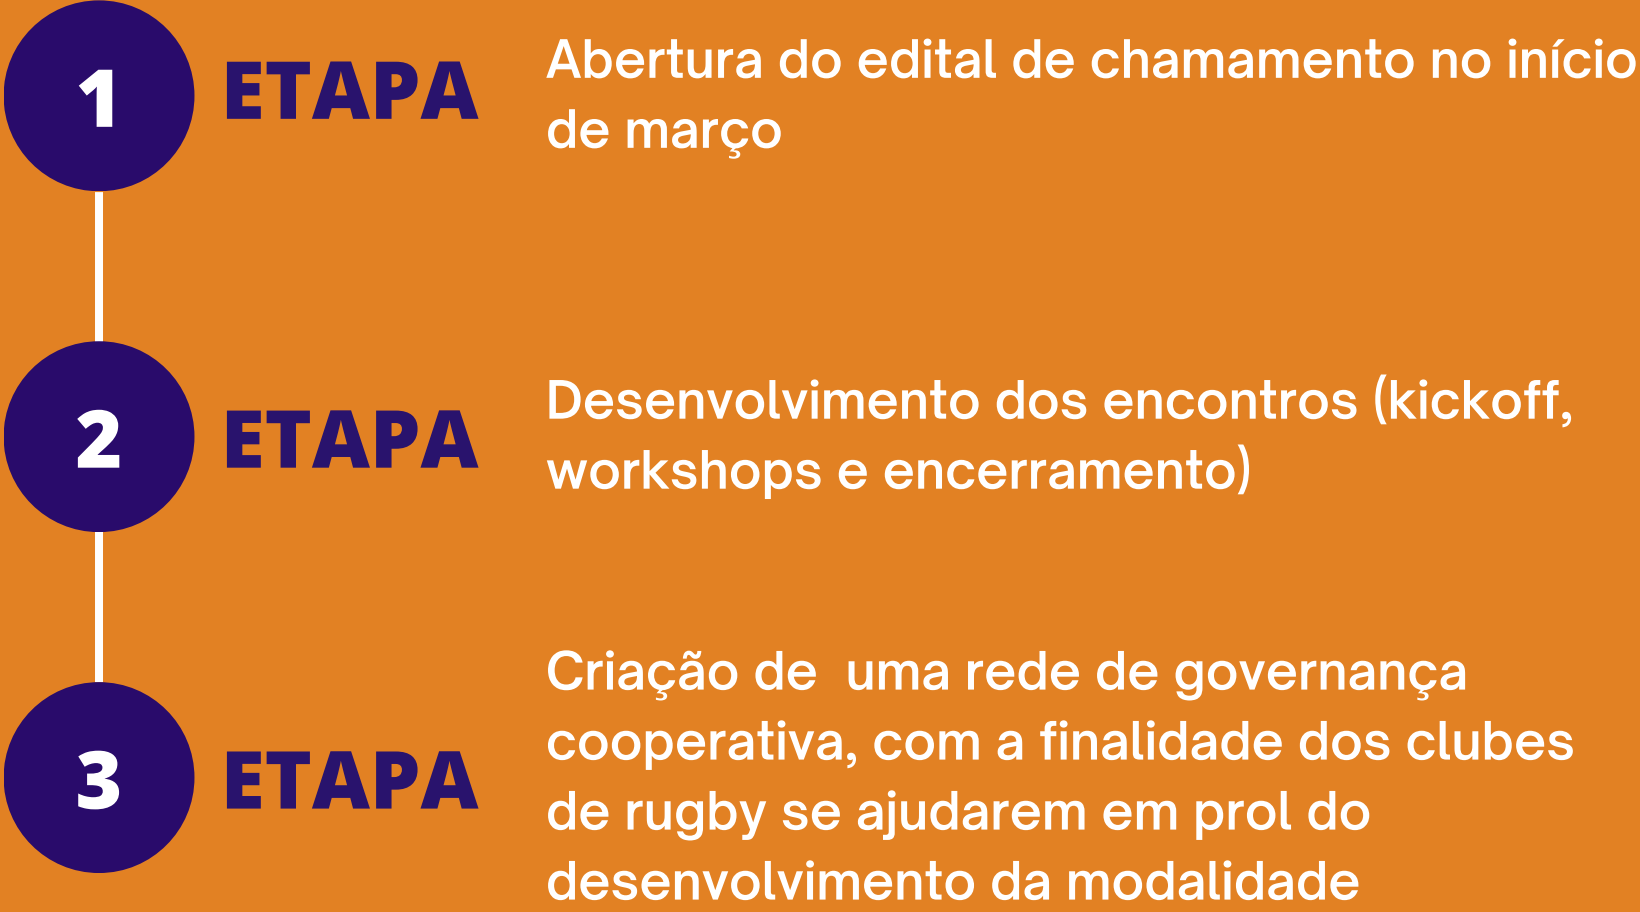 1
ETAPA
Abertura do edital de chamamento no início
de março
2
ETAPA
Desenvolvimento dos encontros (kickoff,
workshops e encerramento)
3
ETAPA
Criação de  uma rede de governança
cooperativa, com a finalidade dos clubes
de rugby se ajudarem em prol do
desenvolvimento da modalidade